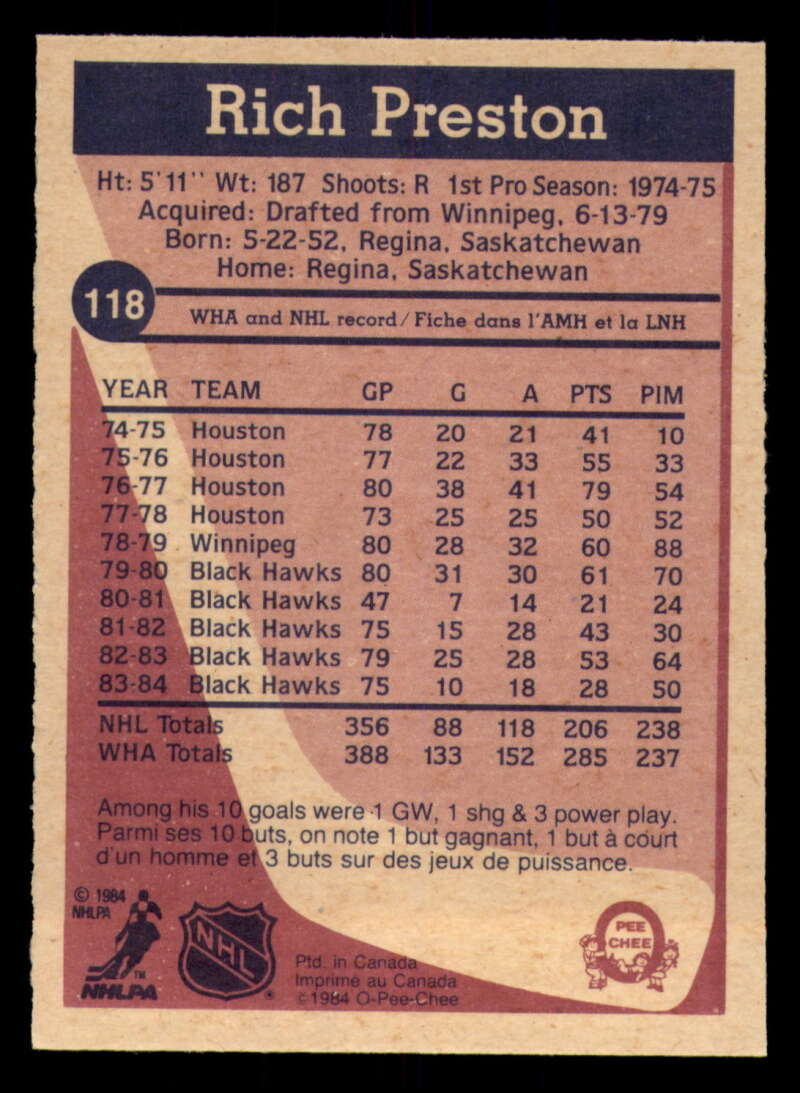 Rich Preston
Ht: 5'11" Wt: 187 Shoots: R 1st Pro Season: 1974-75
Acquired: Drafted from Winnipeg, 6-13-79
Born: 5-22-52, Regina, Saskatchewan
Home: Regina, Saskatchewan
118
WHA and NHL record/Fiche dans l'AMH et la LNH
YEAR TEAM GP G A PTS PIM
74-75 Houston 78 20 21 41 10
75-76 Houston 77 22 33 55 33
76-77 Houston 80 38 41 79 54
77-78 Houston 73 25 25 50 52
78-79 Winnipeg 80 28 32 60 88
79-80 Black Hawks 80 31 30 61 70
80-81 Black Hawks 47 7 14 21 24
81-82 Black Hawks 75 15 28 43 30
82-83 Black Hawks 79 25 28 53 64
83-84 Black Hawks 75 10 18 28 50
NHL Totals 356 88 118 206 238
WHA Totals 388 133 152 285 237
Among his 10 goals were 1 GW, 1 shg & 3 power play.
Parmi ses 10 buts, on note 1 but gagnant, 1 but à court
d'un homme et 3 buts sur des jeux de puissance.
© 1984
NHLPA
TM
NHLPA
NHL
®
Ptd. in Canada
Imprimé au Canada
© 1984 O-Pee-Chee
PEE
CHEE